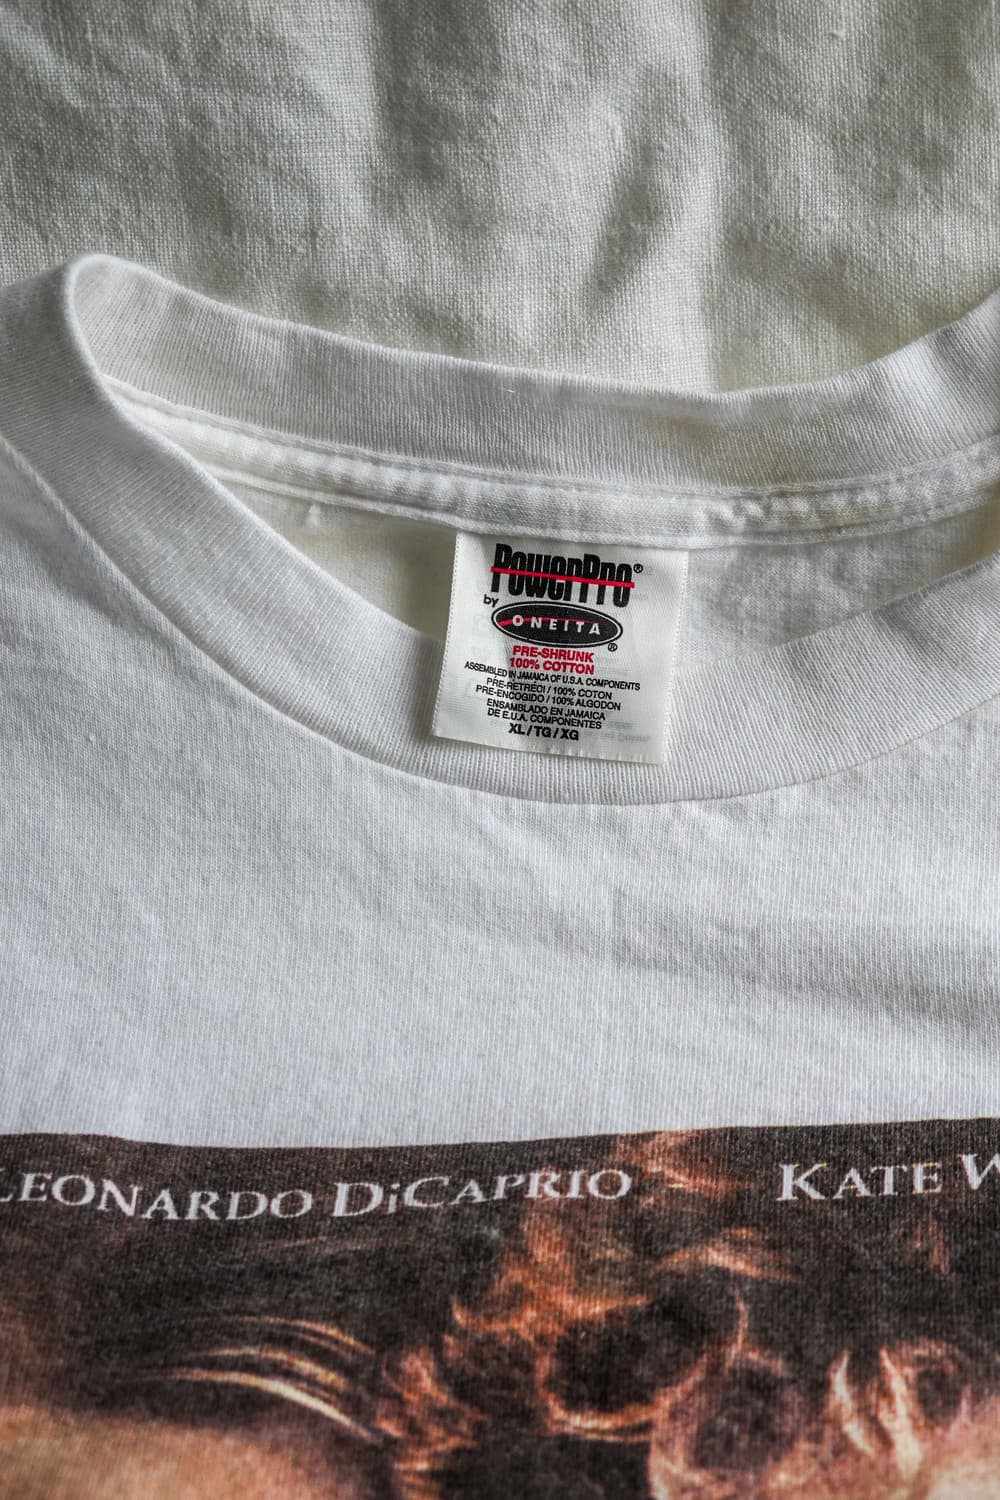 PowerPro®
by
ONEITA®
PRE-SHRUNK
100% COTTON
ASSEMBLED IN JAMAICA OF U.S.A. COMPONENTS
PRE-RETRÉCI / 100% COTON
PRE-ENCOGIDO / 100% ALGODON
ENSAMBLADO EN JAMAICA
DE E.U.A. COMPONENTES
XL / TG / XG
LEONARDO DiCAPRIO KATE W